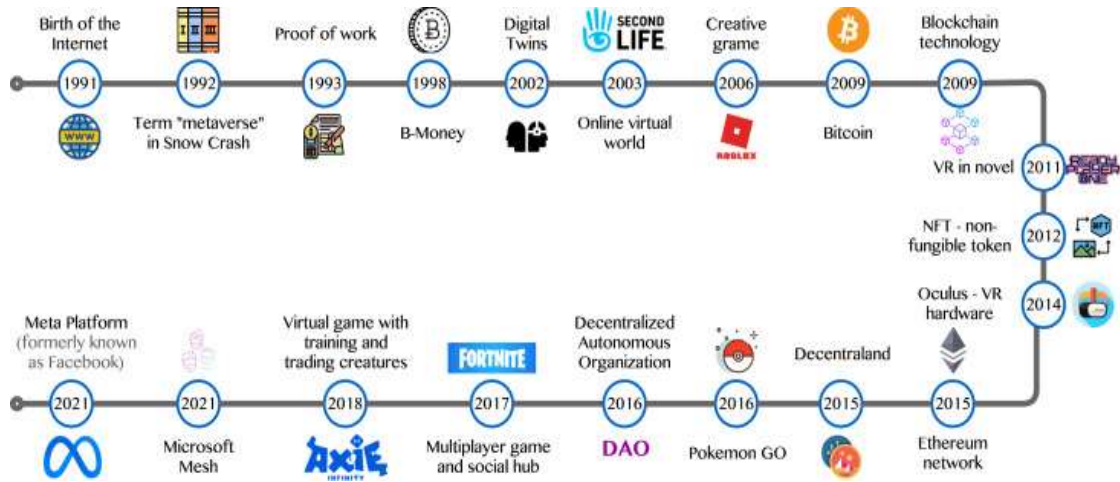 Birth of the
Internet
1991
WWW
I II III
1992
Term "metaverse"
in Snow Crash
Proof of work
1993
1998
B-Money
Digital
Twins
2002
SECOND
LIFE
2003
Online virtual
world
Creative
grame
2006
ROBLOX
2009
Bitcoin
Blockchain
technology
2009
VR in novel
2011
READY
PLAYER
ONE
NFT - non-
fungible token
2012
NFT
Oculus - VR
hardware
2014
2015
Ethereum
network
Decentraland
2015
2016
Pokemon GO
Decentralized
Autonomous
Organization
2016
DAO
FORTNITE
2017
Multiplayer game
and social hub
Virtual game with
training and
trading creatures
2018
AXIE
INFINITY
2021
Microsoft
Mesh
Meta Platform
(formerly known
as Facebook)
2021